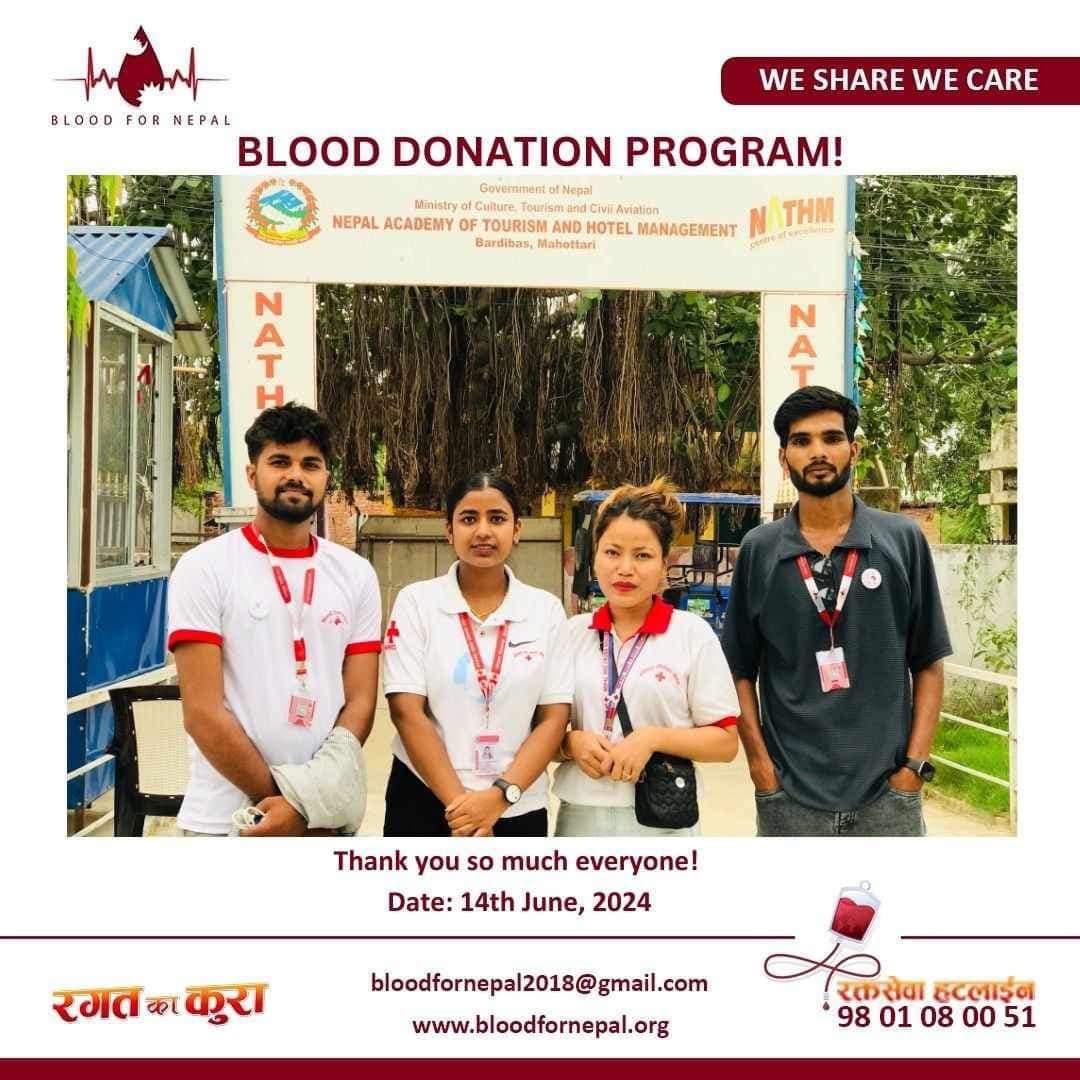 BLOOD FOR NEPAL
WE SHARE WE CARE
BLOOD DONATION PROGRAM!
Government of Nepal
Ministry of Culture, Tourism and Civil Aviation
NEPAL ACADEMY OF TOURISM AND HOTEL MANAGEMENT
Bardibas, Mahottari
NATHM
centre of excellence
NATH
NAT
Thank you so much everyone!
Date: 14th June, 2024
रगत का कुरा
bloodfornepal2018@gmail.com
www.bloodfornepal.org
रक्तसेवा हटलाईन
98 01 08 00 51